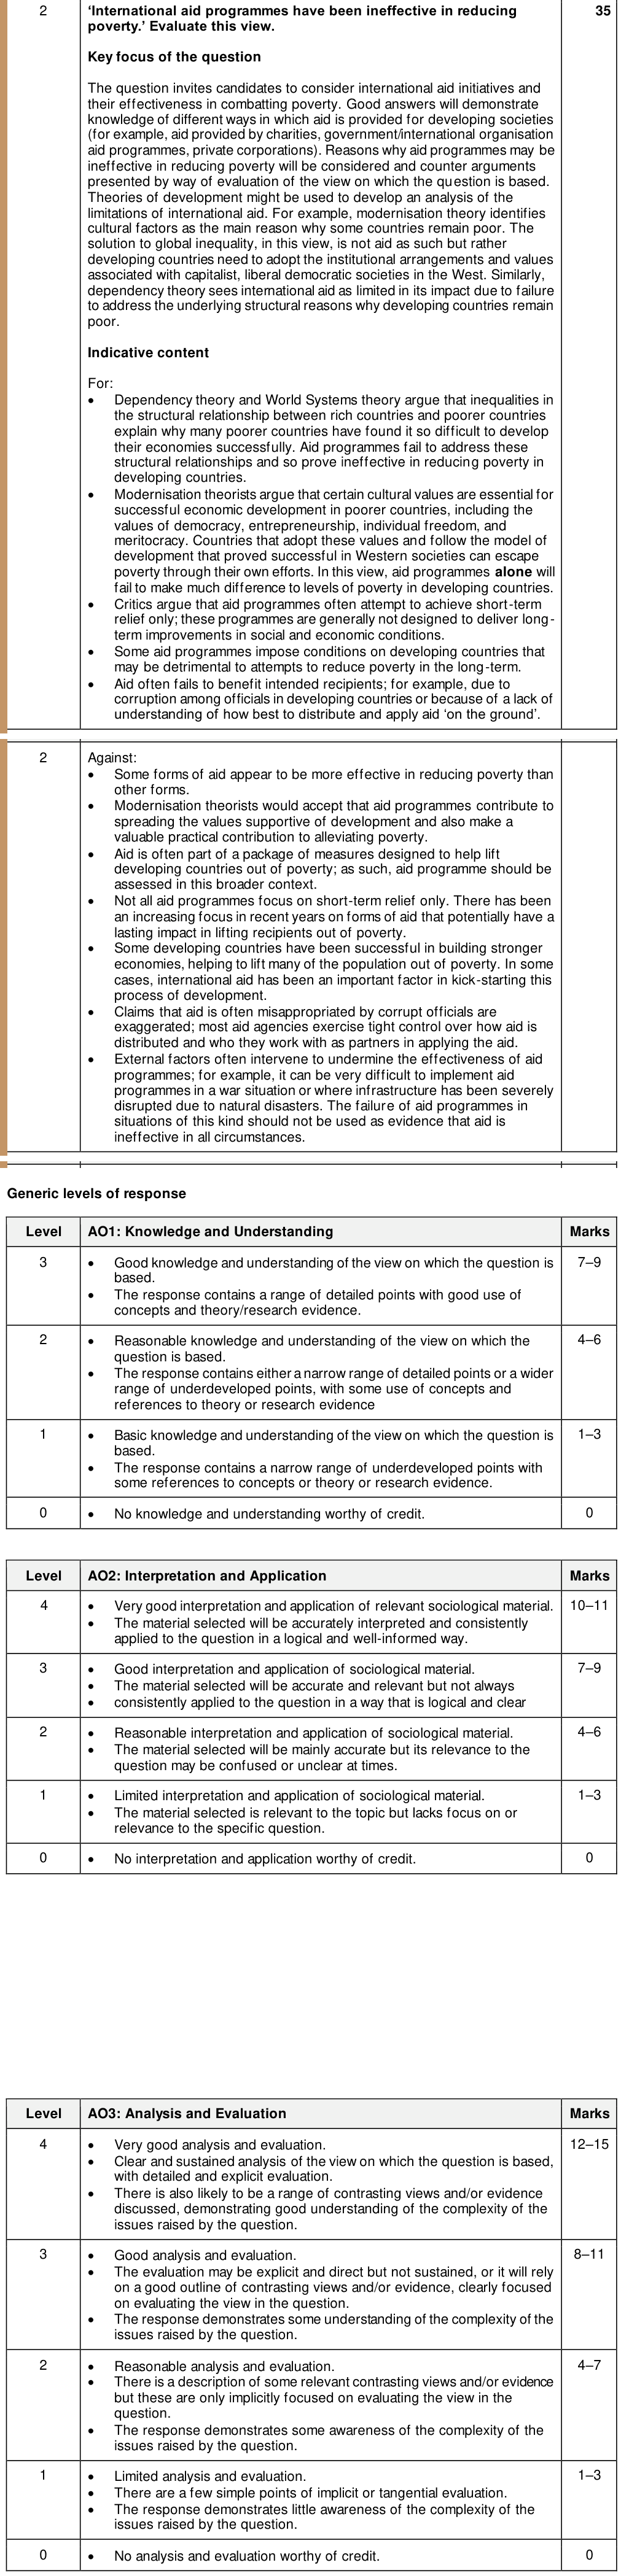 2 ‘International aid programmes have been ineffective in reducing 35
poverty.’ Evaluate this view.
Key focus of the question
The question invites candidates to consider international aid initiatives and
their effectiveness in combatting poverty. Good answers will demonstrate
knowledge of different ways in which aid is provided for developing societies
(for example, aid provided by charities, government/international organisation
aid programmes, private corporations). Reasons why aid programmes may be
ineffective in reducing poverty will be considered and counter arguments
presented by way of evaluation of the view on which the question is based.
Theories of development might be used to develop an analysis of the
limitations of international aid. For example, modernisation theory identifies
cultural factors as the main reason why some countries remain poor. The
solution to global inequality, in this view, is not aid as such but rather
developing countries need to adopt the institutional arrangements and values
associated with capitalist, liberal democratic societies in the West. Similarly,
dependency theory sees international aid as limited in its impact due to failure
to address the underlying structural reasons why developing countries remain
poor.
Indicative content
For:
• Dependency theory and World Systems theory argue that inequalities in
the structural relationship between rich countries and poorer countries
explain why many poorer countries have found it so difficult to develop
their economies successfully. Aid programmes fail to address these
structural relationships and so prove ineffective in reducing poverty in
developing countries.
• Modernisation theorists argue that certain cultural values are essential for
successful economic development in poorer countries, including the
values of democracy, entrepreneurship, individual freedom, and
meritocracy. Countries that adopt these values and follow the model of
development that proved successful in Western societies can escape
poverty through their own efforts. In this view, aid programmes alone will
fail to make much difference to levels of poverty in developing countries.
• Critics argue that aid programmes often attempt to achieve short-term
relief only; these programmes are generally not designed to deliver long-
term improvements in social and economic conditions.
• Some aid programmes impose conditions on developing countries that
may be detrimental to attempts to reduce poverty in the long-term.
• Aid often fails to benefit intended recipients; for example, due to
corruption among officials in developing countries or because of a lack of
understanding of how best to distribute and apply aid ‘on the ground’.
2 Against:
• Some forms of aid appear to be more effective in reducing poverty than
other forms.
• Modernisation theorists would accept that aid programmes contribute to
spreading the values supportive of development and also make a
valuable practical contribution to alleviating poverty.
• Aid is often part of a package of measures designed to help lift
developing countries out of poverty; as such, aid programme should be
assessed in this broader context.
• Not all aid programmes focus on short-term relief only. There has been
an increasing focus in recent years on forms of aid that potentially have a
lasting impact in lifting recipients out of poverty.
• Some developing countries have been successful in building stronger
economies, helping to lift many of the population out of poverty. In some
cases, international aid has been an important factor in kick-starting this
process of development.
• Claims that aid is often misappropriated by corrupt officials are
exaggerated; most aid agencies exercise tight control over how aid is
distributed and who they work with as partners in applying the aid.
• External factors often intervene to undermine the effectiveness of aid
programmes; for example, it can be very difficult to implement aid
programmes in a war situation or where infrastructure has been severely
disrupted due to natural disasters. The failure of aid programmes in
situations of this kind should not be used as evidence that aid is
ineffective in all circumstances.
Generic levels of response
Level AO1: Knowledge and Understanding Marks
3 • Good knowledge and understanding of the view on which the question is 7–9
based.
• The response contains a range of detailed points with good use of
concepts and theory/research evidence.
2 • Reasonable knowledge and understanding of the view on which the 4–6
question is based.
• The response contains either a narrow range of detailed points or a wider
range of underdeveloped points, with some use of concepts and
references to theory or research evidence
1 • Basic knowledge and understanding of the view on which the question is 1–3
based.
• The response contains a narrow range of underdeveloped points with
some references to concepts or theory or research evidence.
0 • No knowledge and understanding worthy of credit. 0
Level AO2: Interpretation and Application Marks
4 • Very good interpretation and application of relevant sociological material. 10–11
• The material selected will be accurately interpreted and consistently
applied to the question in a logical and well-informed way.
3 • Good interpretation and application of sociological material. 7–9
• The material selected will be accurate and relevant but not always
• consistently applied to the question in a way that is logical and clear
2 • Reasonable interpretation and application of sociological material. 4–6
• The material selected will be mainly accurate but its relevance to the
question may be confused or unclear at times.
1 • Limited interpretation and application of sociological material. 1–3
• The material selected is relevant to the topic but lacks focus on or
relevance to the specific question.
0 • No interpretation and application worthy of credit. 0
Level AO3: Analysis and Evaluation Marks
4 • Very good analysis and evaluation. 12–15
• Clear and sustained analysis of the view on which the question is based,
with detailed and explicit evaluation.
• There is also likely to be a range of contrasting views and/or evidence
discussed, demonstrating good understanding of the complexity of the
issues raised by the question.
3 • Good analysis and evaluation. 8–11
• The evaluation may be explicit and direct but not sustained, or it will rely
on a good outline of contrasting views and/or evidence, clearly focused
on evaluating the view in the question.
• The response demonstrates some understanding of the complexity of the
issues raised by the question.
2 • Reasonable analysis and evaluation. 4–7
• There is a description of some relevant contrasting views and/or evidence
but these are only implicitly focused on evaluating the view in the
question.
• The response demonstrates some awareness of the complexity of the
issues raised by the question.
1 • Limited analysis and evaluation. 1–3
• There are a few simple points of implicit or tangential evaluation.
• The response demonstrates little awareness of the complexity of the
issues raised by the question.
0 • No analysis and evaluation worthy of credit. 0